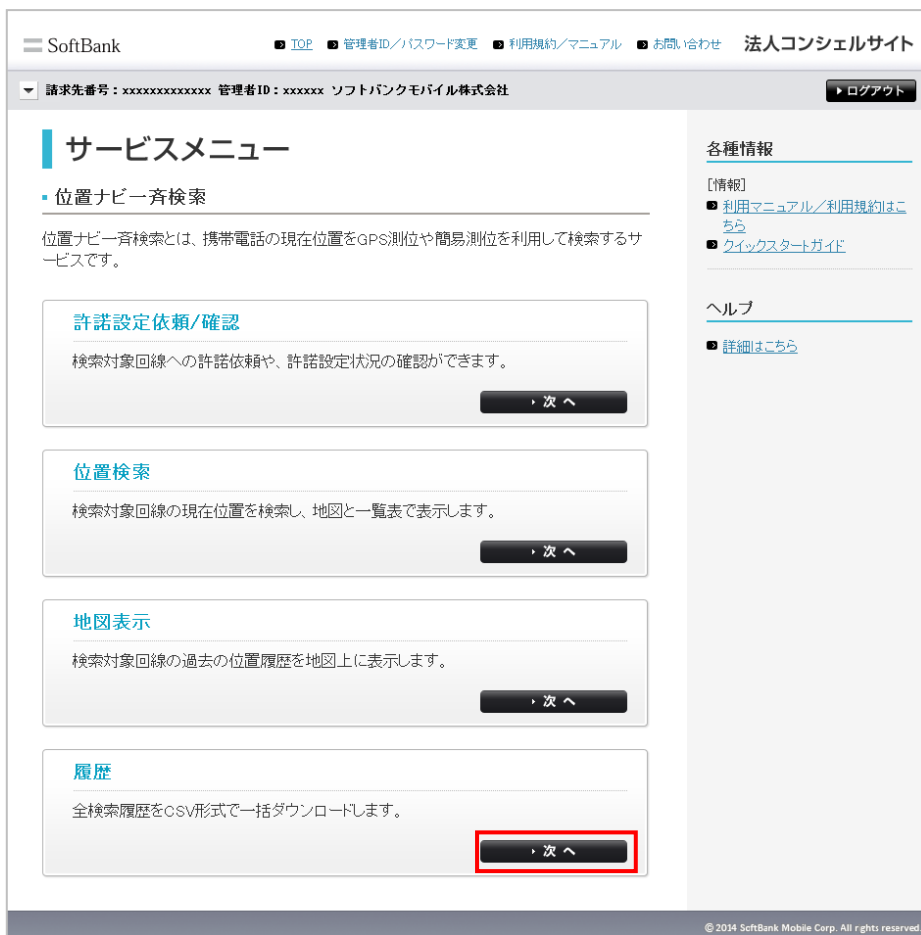 SoftBank
TOP 管理者ID／パスワード変更 利用規約／マニュアル お問い合わせ 法人コンシェルサイト
請求先番号：xxxxxxxxxxxxx 管理者ID：xxxxxx ソフトバンクモバイル株式会社
ログアウト
サービスメニュー
位置ナビ一斉検索
位置ナビ一斉検索とは、携帯電話の現在位置をGPS測位や簡易測位を利用して検索するサ
ービスです。
許諾設定依頼/確認
検索対象回線への許諾依頼や、許諾設定状況の確認ができます。
次へ
位置検索
検索対象回線の現在位置を検索し、地図と一覧表で表示します。
次へ
地図表示
検索対象回線の過去の位置履歴を地図上に表示します。
次へ
履歴
全検索履歴をCSV形式で一括ダウンロードします。
次へ
各種情報
[情報]
利用マニュアル／利用規約はこ
ちら
クイックスタートガイド
ヘルプ
詳細はこちら
© 2014 SoftBank Mobile Corp. All rights reserved